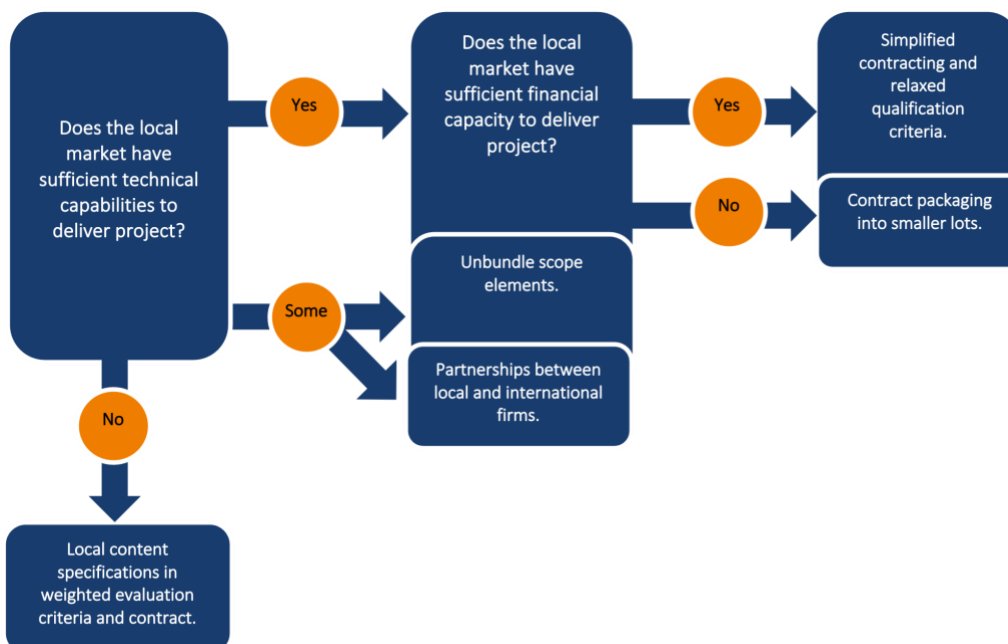 Does the local
market have
sufficient technical
capabilities to
deliver project?
Yes
Does the local
market have
sufficient financial
capacity to deliver
project?
Yes
Simplified
contracting and
relaxed
qualification
criteria.
No
Contract packaging
into smaller lots.
Some
Unbundle scope
elements.
Partnerships between
local and international
firms.
No
Local content
specifications in
weighted evaluation
criteria and contract.